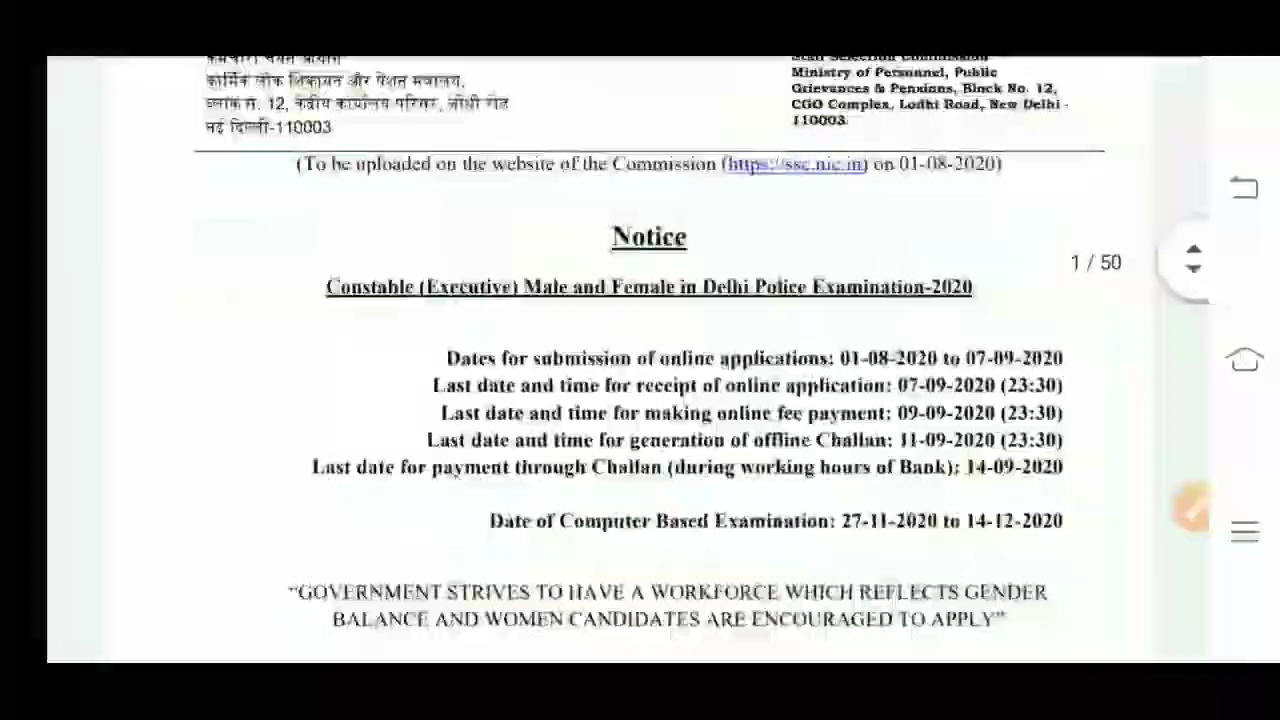 कर्मचारी चयन आयोग
कार्मिक, लोक शिकायत और पेंशन मंत्रालय,
ब्लाक सं. 12, केंद्रीय कार्यालय परिसर, लोधी रोड
नई दिल्ली-110003
Staff Selection Commission
Ministry of Personnel, Public
Grievances & Pensions, Block No. 12,
CGO Complex, Lodhi Road, New Delhi -
110003
(To be uploaded on the website of the Commission (https://ssc.nic.in) on 01-08-2020)
Notice
1 / 50
Constable (Executive) Male and Female in Delhi Police Examination-2020
Dates for submission of online applications: 01-08-2020 to 07-09-2020
Last date and time for receipt of online application: 07-09-2020 (23:30)
Last date and time for making online fee payment: 09-09-2020 (23:30)
Last date and time for generation of offline Challan: 11-09-2020 (23:30)
Last date for payment through Challan (during working hours of Bank): 14-09-2020
Date of Computer Based Examination: 27-11-2020 to 14-12-2020
"GOVERNMENT STRIVES TO HAVE A WORKFORCE WHICH REFLECTS GENDER
BALANCE AND WOMEN CANDIDATES ARE ENCOURAGED TO APPLY"